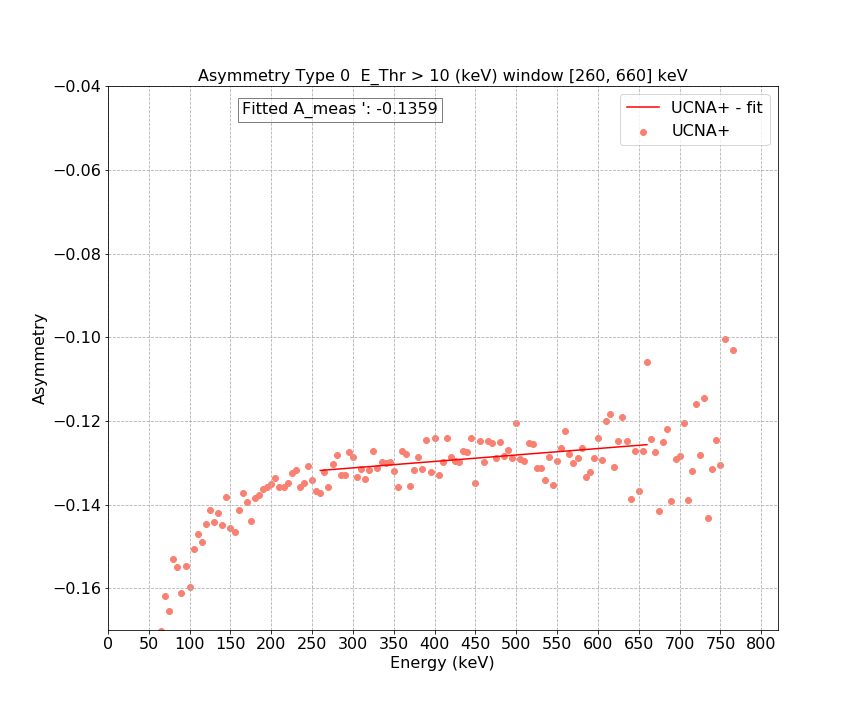 Asymmetry Type 0  E_Thr > 10 (keV) window [260, 660] keV
Fitted A_meas ': -0.1359
UCNA+ - fit
UCNA+
−0.04
−0.06
−0.08
−0.10
−0.12
−0.14
−0.16
Asymmetry
0 50 100 150 200 250 300 350 400 450 500 550 600 650 700 750 800
Energy (keV)